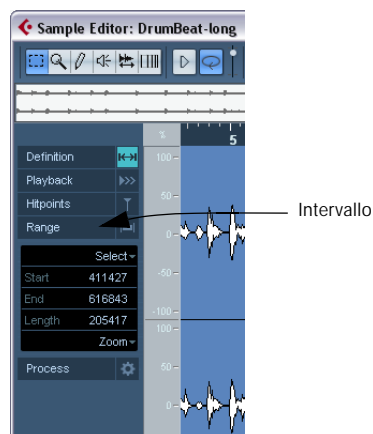 Sample Editor: DrumBeat-long
%
5
Definition
100
Playback
Hitpoints
50
Range
0
Intervallo
Select
Start 411427
-50
End 616843
Length 205417
-100
100
Zoom
Process
50
0